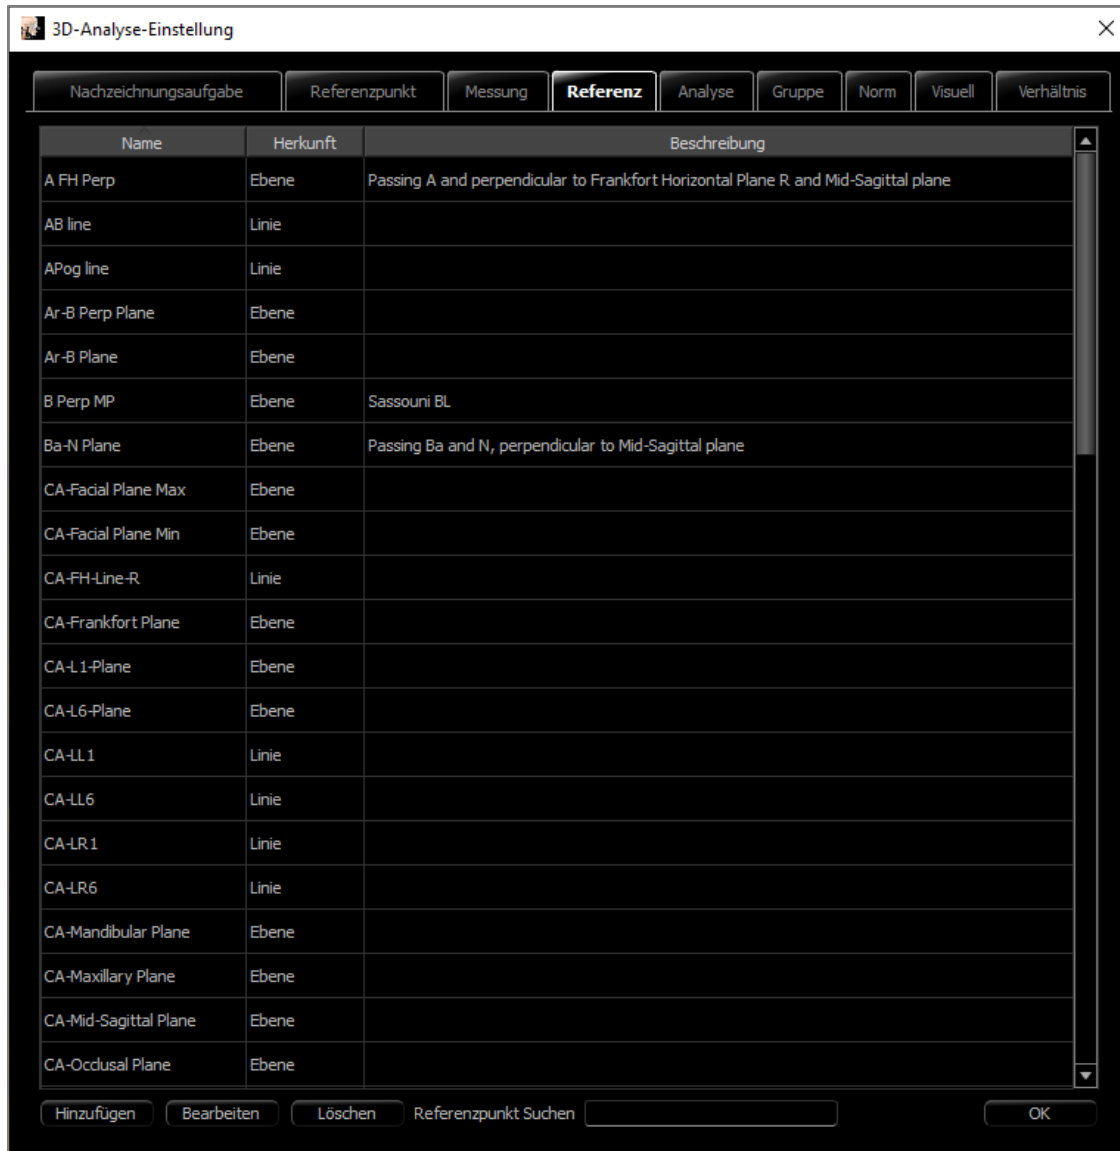 3D-Analyse-Einstellung
Nachzeichnungsaufgabe Referenzpunkt Messung Referenz Analyse Gruppe Norm Visuell Verhältnis
Name Herkunft Beschreibung
A FH Perp Ebene Passing A and perpendicular to Frankfort Horizontal Plane R and Mid-Sagittal plane
AB line Linie
APog line Linie
Ar-B Perp Plane Ebene
Ar-B Plane Ebene
B Perp MP Ebene Sassouni BL
Ba-N Plane Ebene Passing Ba and N, perpendicular to Mid-Sagittal plane
CA-Facial Plane Max Ebene
CA-Facial Plane Min Ebene
CA-FH-Line-R Linie
CA-Frankfort Plane Ebene
CA-L1-Plane Ebene
CA-L6-Plane Ebene
CA-LL1 Linie
CA-LL6 Linie
CA-LR1 Linie
CA-LR6 Linie
CA-Mandibular Plane Ebene
CA-Maxillary Plane Ebene
CA-Mid-Sagittal Plane Ebene
CA-Occlusal Plane Ebene
Hinzufügen Bearbeiten Löschen Referenzpunkt Suchen OK